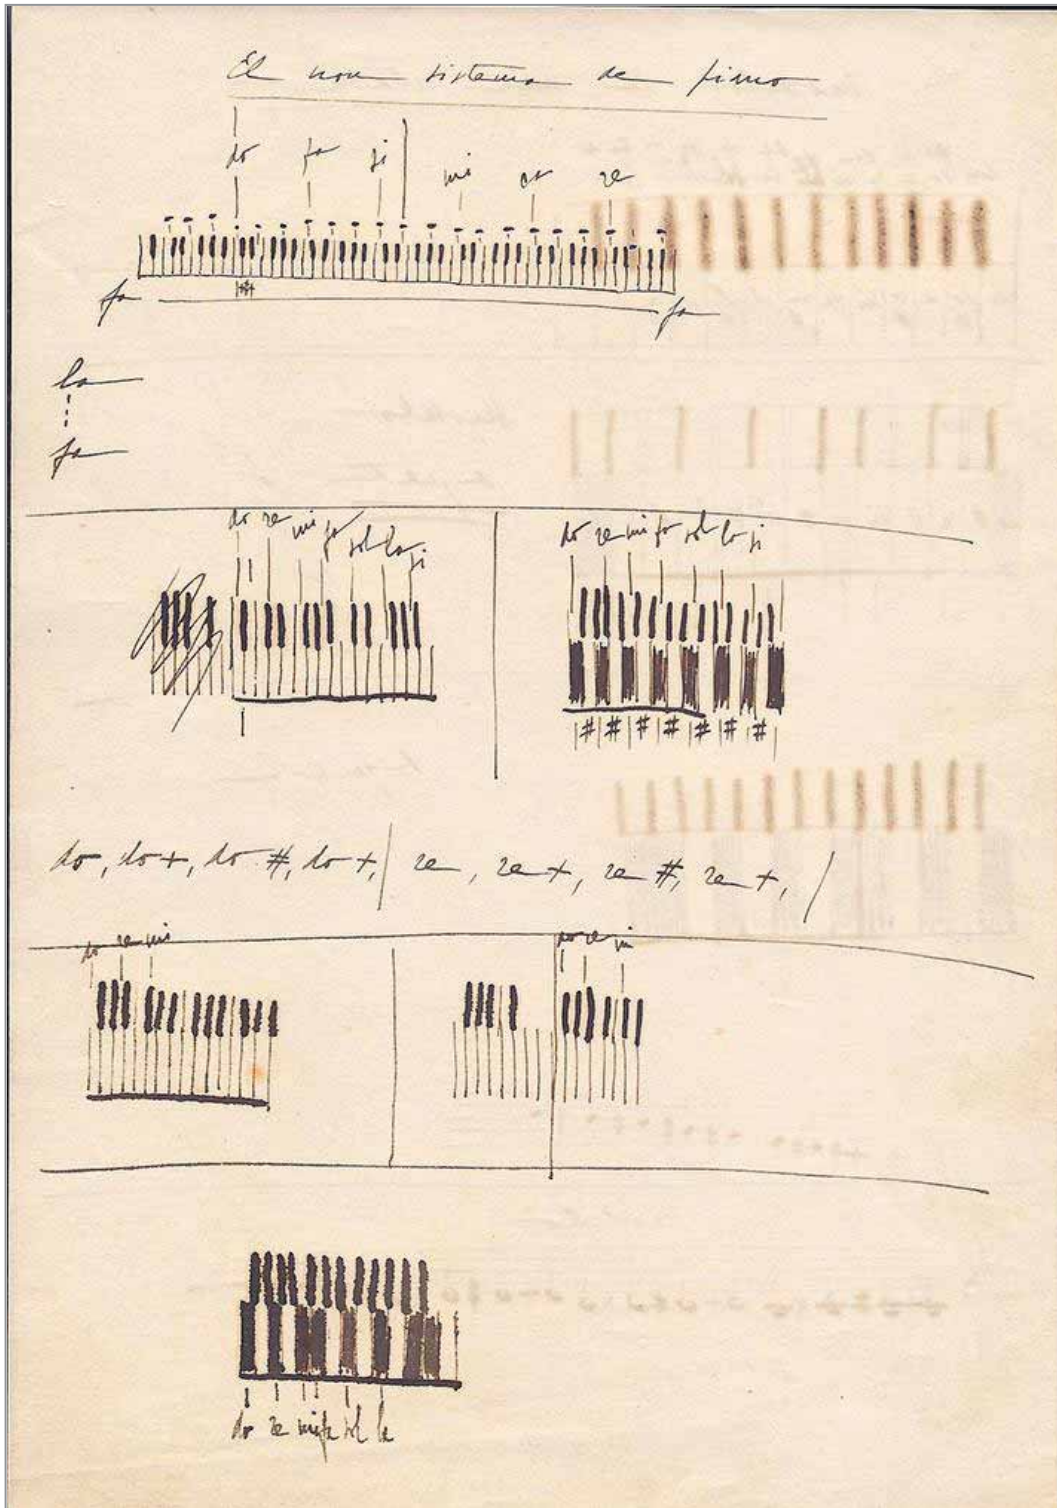 El nou sistema de piano
do fa si mi la re
fa fa
la
fa
do re mi fa sol la si
do re mi fa sol la si
# # # # # # #
do, do +, do #, do +, / re, re +, re #, re +, /
do re mi
do re mi
do re mi fa sol la